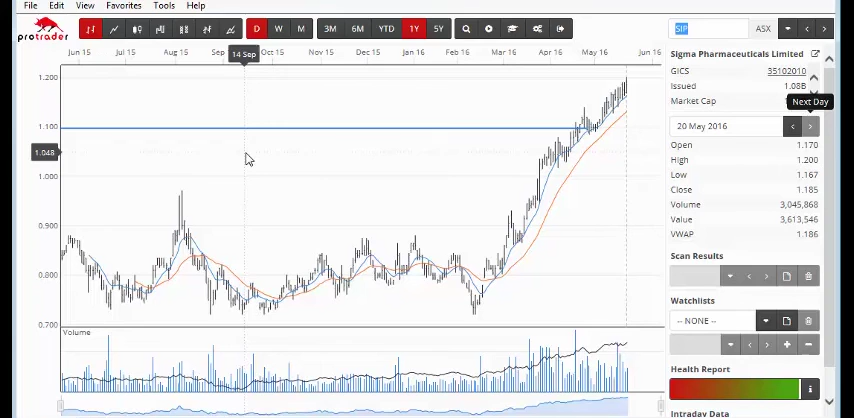 File Edit View Favorites Tools Help
protrader
D W M 3M 6M YTD 1Y 5Y
SIP ASX
Jun 15 Jul 15 Aug 15 Sep Oct 15 Nov 15 Dec 15 Jan 16 Feb 16 Mar 16 Apr 16 May 16 Jun 16
14 Sep
1.200
1.100
1.048
1.000
0.900
0.800
0.700
Volume
Sigma Pharmaceuticals Limited
GICS 35102010
Issued 1.08B
Market Cap
Next Day
20 May 2016
Open 1.170
High 1.200
Low 1.167
Close 1.185
Volume 3,045,868
Value 3,613,546
VWAP 1.186
Scan Results
Watchlists
-- NONE --
Health Report
Intraday Data